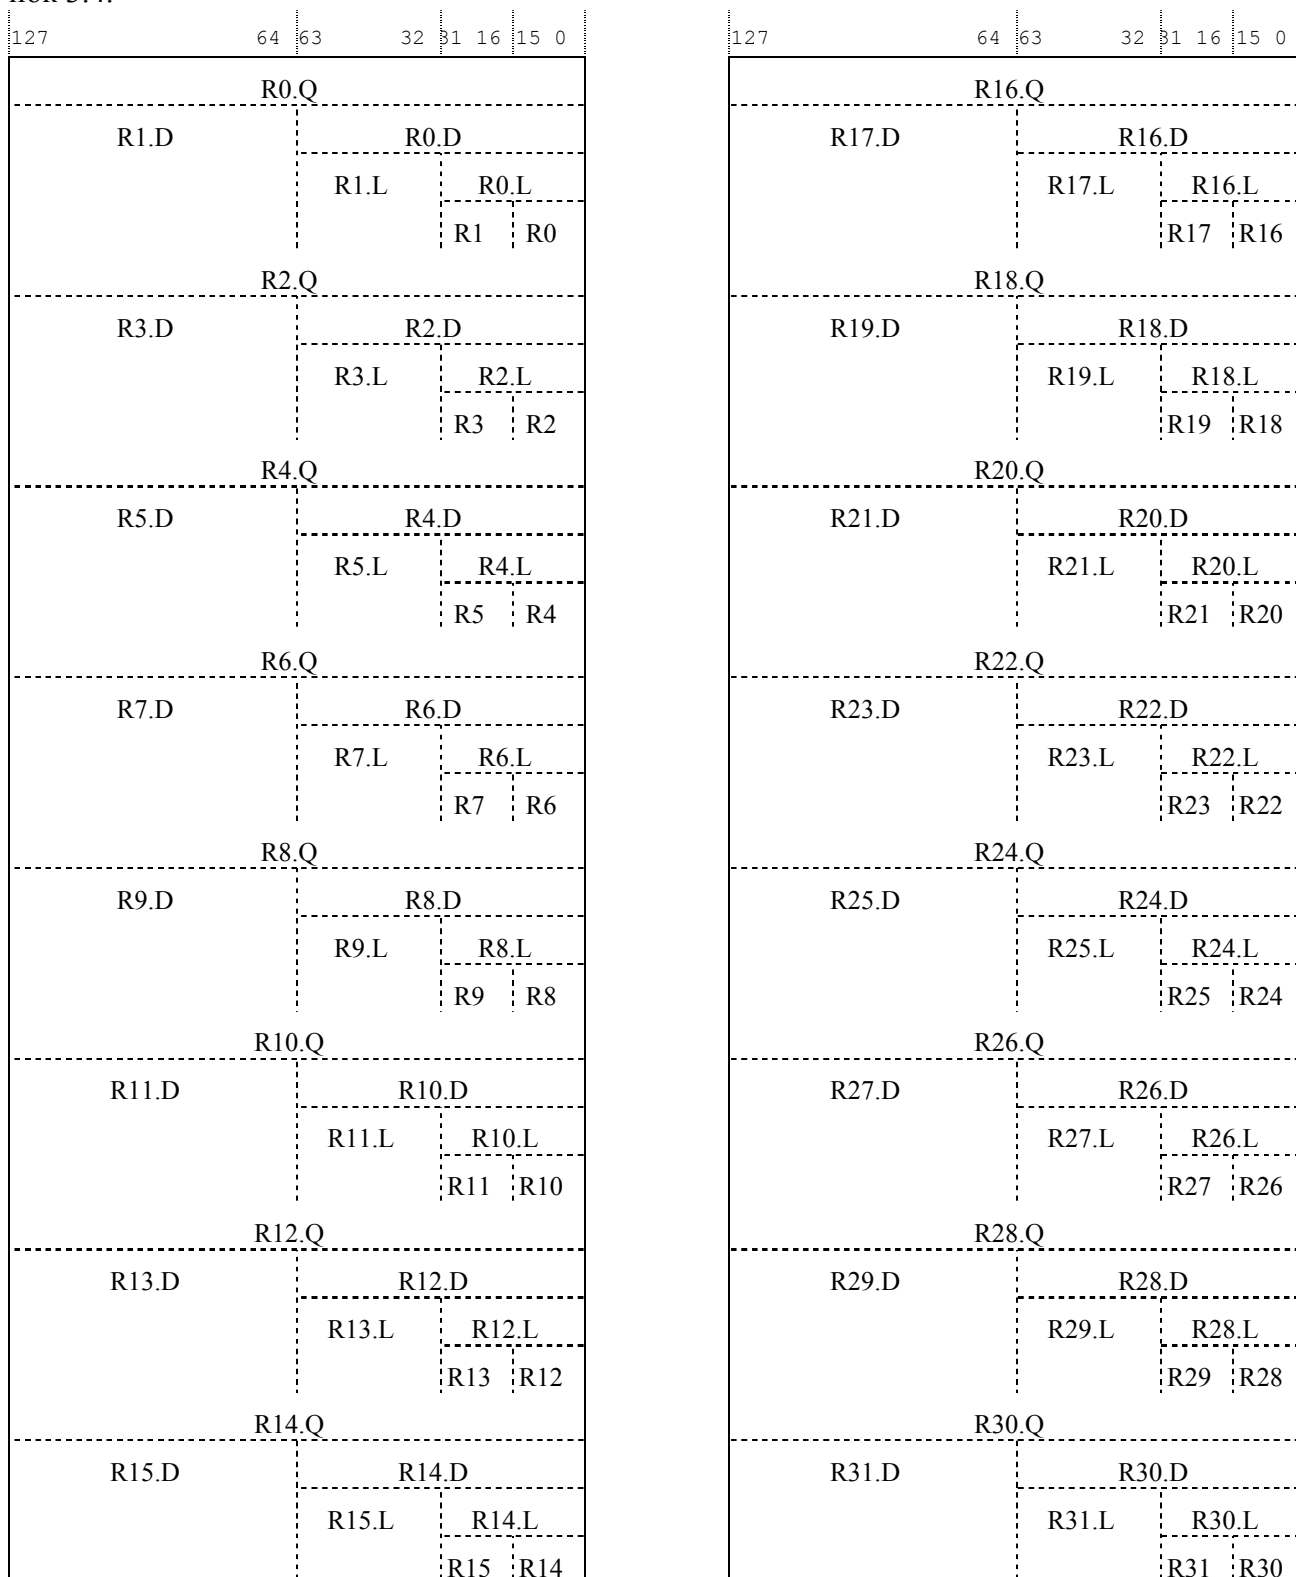 127 64 63 32 31 16 15 0 127 64 63 32 31 16 15 0
R0.Q R16.Q
R1.D R0.D R17.D R16.D
R1.L R0.L R17.L R16.L
R1 R0 R17 R16
R2.Q R18.Q
R3.D R2.D R19.D R18.D
R3.L R2.L R19.L R18.L
R3 R2 R19 R18
R4.Q R20.Q
R5.D R4.D R21.D R20.D
R5.L R4.L R21.L R20.L
R5 R4 R21 R20
R6.Q R22.Q
R7.D R6.D R23.D R22.D
R7.L R6.L R23.L R22.L
R7 R6 R23 R22
R8.Q R24.Q
R9.D R8.D R25.D R24.D
R9.L R8.L R25.L R24.L
R9 R8 R25 R24
R10.Q R26.Q
R11.D R10.D R27.D R26.D
R11.L R10.L R27.L R26.L
R11 R10 R27 R26
R12.Q R28.Q
R13.D R12.D R29.D R28.D
R13.L R12.L R29.L R28.L
R13 R12 R29 R28
R14.Q R30.Q
R15.D R14.D R31.D R30.D
R15.L R14.L R31.L R30.L
R15 R14 R31 R30